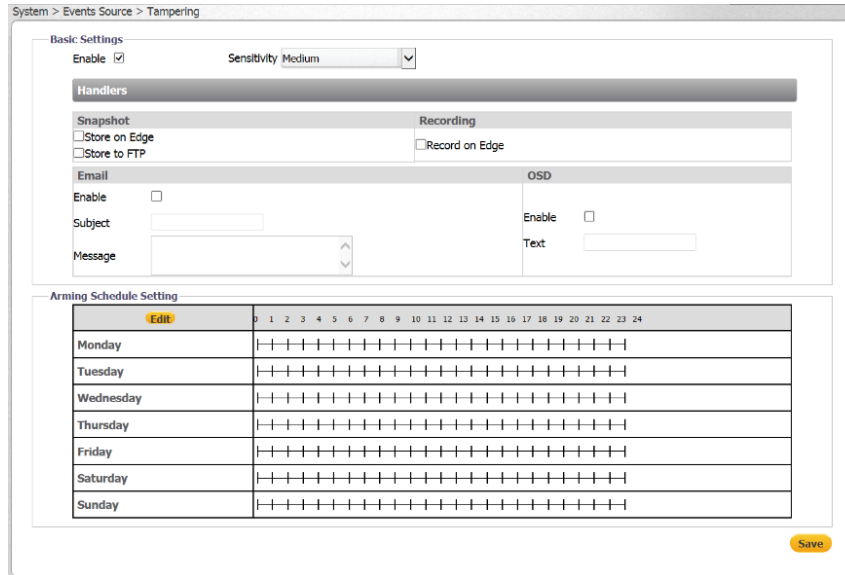 System > Events Source > Tampering
Basic Settings
Enable Sensitivity Medium
Handlers
Snapshot Recording
Store on Edge
Record on Edge
Store to FTP
Email OSD
Enable
Subject
Enable
Message
Text
Arming Schedule Setting
Edit 0 1 2 3 4 5 6 7 8 9 10 11 12 13 14 15 16 17 18 19 20 21 22 23 24
Monday
Tuesday
Wednesday
Thursday
Friday
Saturday
Sunday
Save